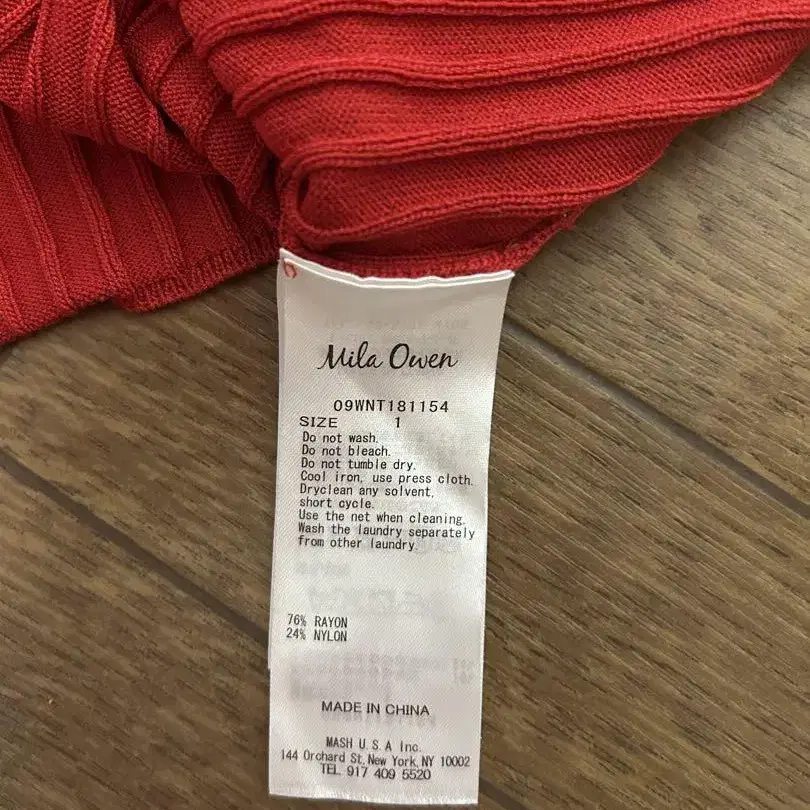 Mila Owen
09WNT181154
SIZE 1
Do not wash.
Do not bleach.
Do not tumble dry.
Cool iron, use press cloth.
Dryclean any solvent,
short cycle.
Use the net when cleaning.
Wash the laundry separately
from other laundry.
76% RAYON
24% NYLON
MADE IN CHINA
MASH U.S.A Inc.
144 Orchard St, New York, NY 10002
TEL 917 409 5520